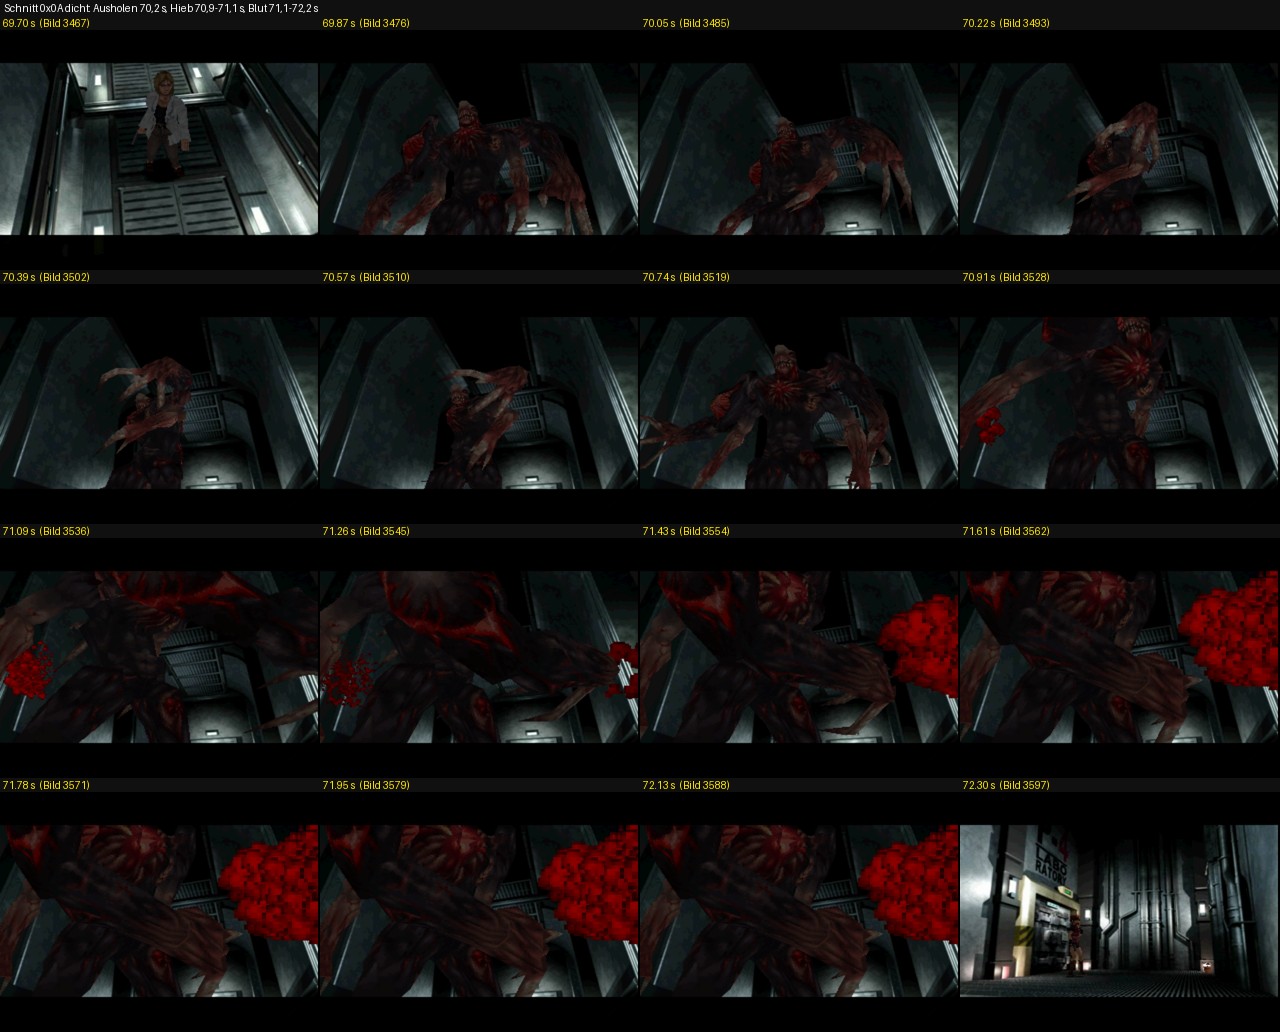 Schnitt 0x0A dicht: Ausholen 70,2 s, Hieb 70,9-71,1 s, Blut 71,1-72,2 s
69.70 s (Bild 3467)
69.87 s (Bild 3476)
70.05 s (Bild 3485)
70.22 s (Bild 3493)
70.39 s (Bild 3502)
70.57 s (Bild 3510)
70.74 s (Bild 3519)
70.91 s (Bild 3528)
71.09 s (Bild 3536)
71.26 s (Bild 3545)
71.43 s (Bild 3554)
71.61 s (Bild 3562)
71.78 s (Bild 3571)
71.95 s (Bild 3579)
72.13 s (Bild 3588)
72.30 s (Bild 3597)
LABO
RATORY